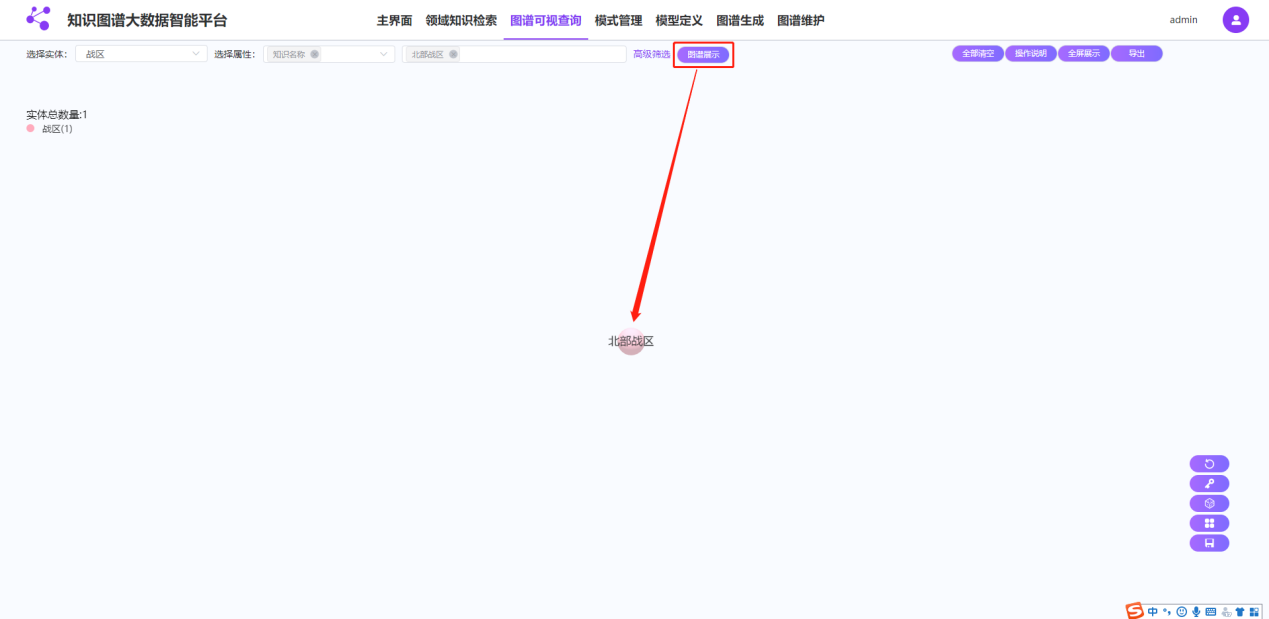 知识图谱大数据智能平台 主界面 领域知识检索 图谱可视查询 模式管理 模型定义 图谱生成 图谱维护 admin
选择实体: 战区 选择属性: 知识名称 北部战区 高级筛选 图谱展示 全部清空 操作说明 全屏展示 导出
实体总数量:1
战区(1)
北部战区
中